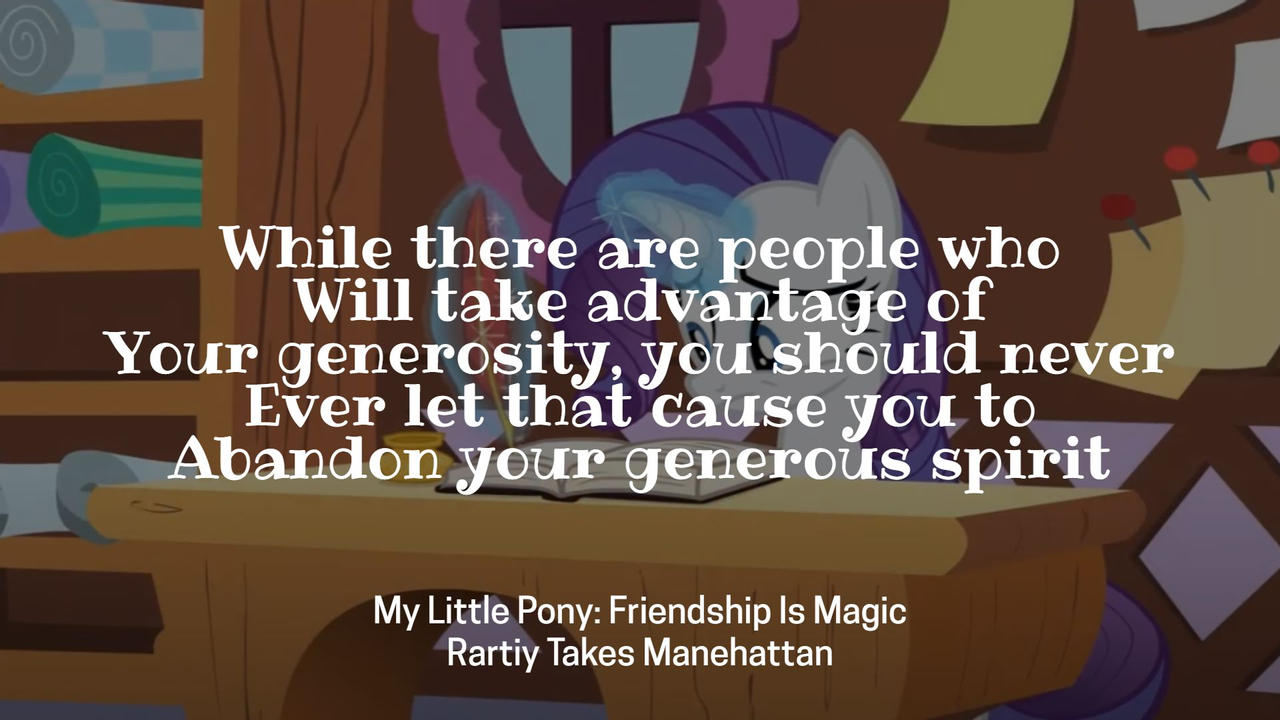 While there are people who
Will take advantage of
Your generosity, you should never
Ever let that cause you to
Abandon your generous spirit
My Little Pony: Friendship Is Magic
Rartiy Takes Manehattan